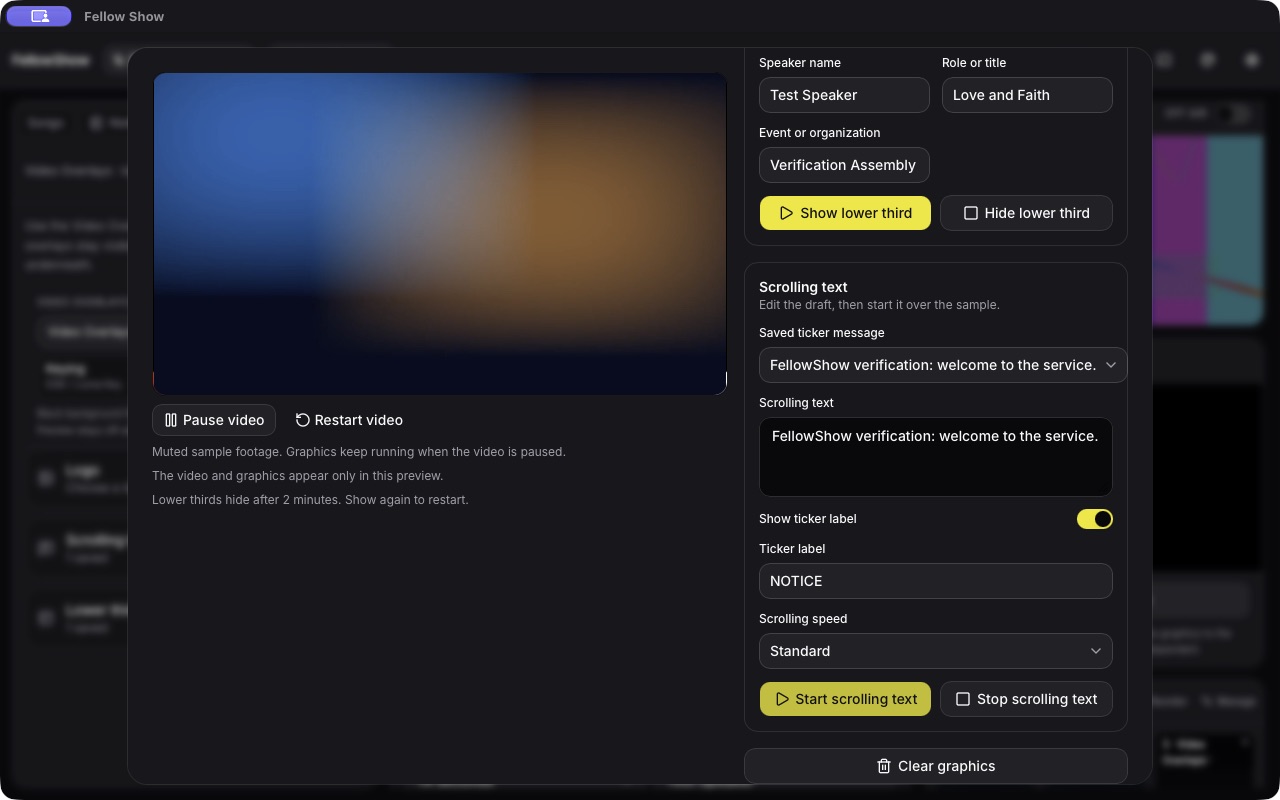 Fellow Show
FellowShow
Speaker name
Role or title
Test Speaker
Love and Faith
Event or organization
Verification Assembly
Show lower third
Hide lower third
Scrolling text
Edit the draft, then start it over the sample.
Saved ticker message
FellowShow verification: welcome to the service.
Scrolling text
FellowShow verification: welcome to the service.
Show ticker label
Ticker label
NOTICE
Scrolling speed
Standard
Start scrolling text
Stop scrolling text
Clear graphics
Pause video
Restart video
Muted sample footage. Graphics keep running when the video is paused.
The video and graphics appear only in this preview.
Lower thirds hide after 2 minutes. Show again to restart.